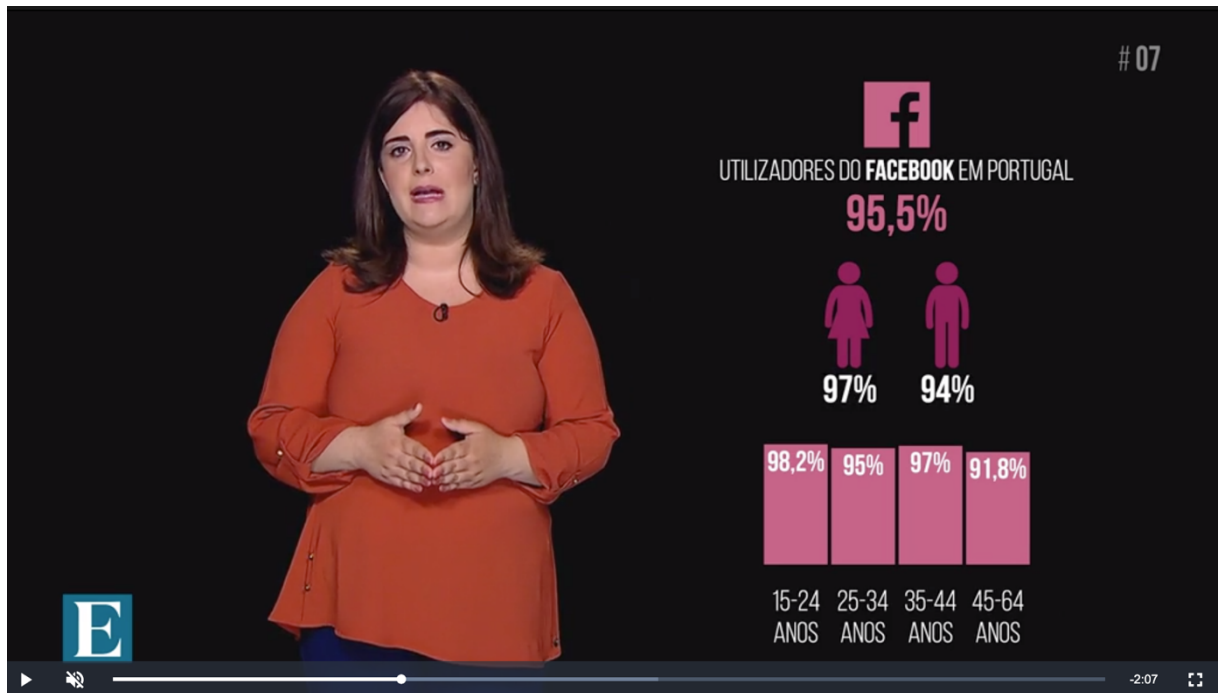 # 07
f
UTILIZADORES DO FACEBOOK EM PORTUGAL
95,5%
97% 94%
98,2% 95% 97% 91,8%
15-24 25-34 35-44 45-64
ANOS ANOS ANOS ANOS
E
-2:07